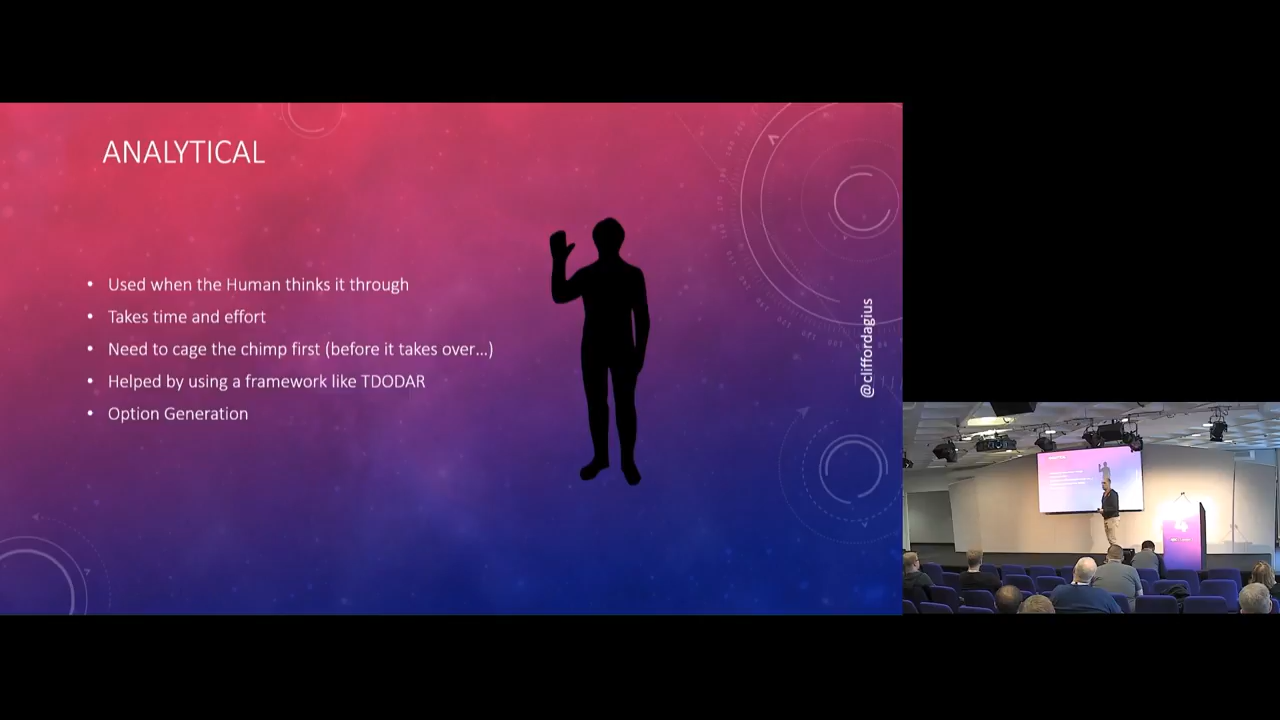 ANALYTICAL
• Used when the Human thinks it through
• Takes time and effort
• Need to cage the chimp first (before it takes over…)
• Helped by using a framework like TDODAR
• Option Generation
@cliffordagius